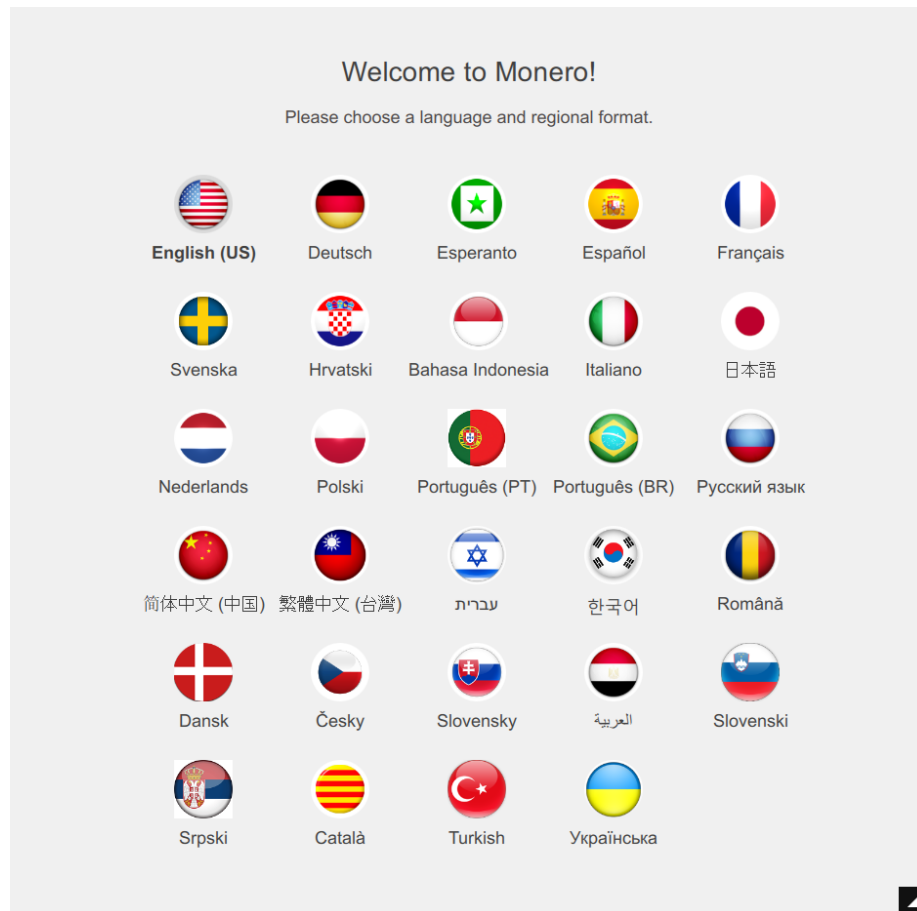 Welcome to Monero!
Please choose a language and regional format.
English (US) Deutsch Esperanto Español Français
Svenska Hrvatski Bahasa Indonesia Italiano 日本語
Nederlands Polski Português (PT) Português (BR) Русский язык
简体中文 (中国) 繁體中文 (台灣) עברית 한국어 Română
Dansk Česky Slovensky العربية Slovenski
Srpski Català Turkish Українська